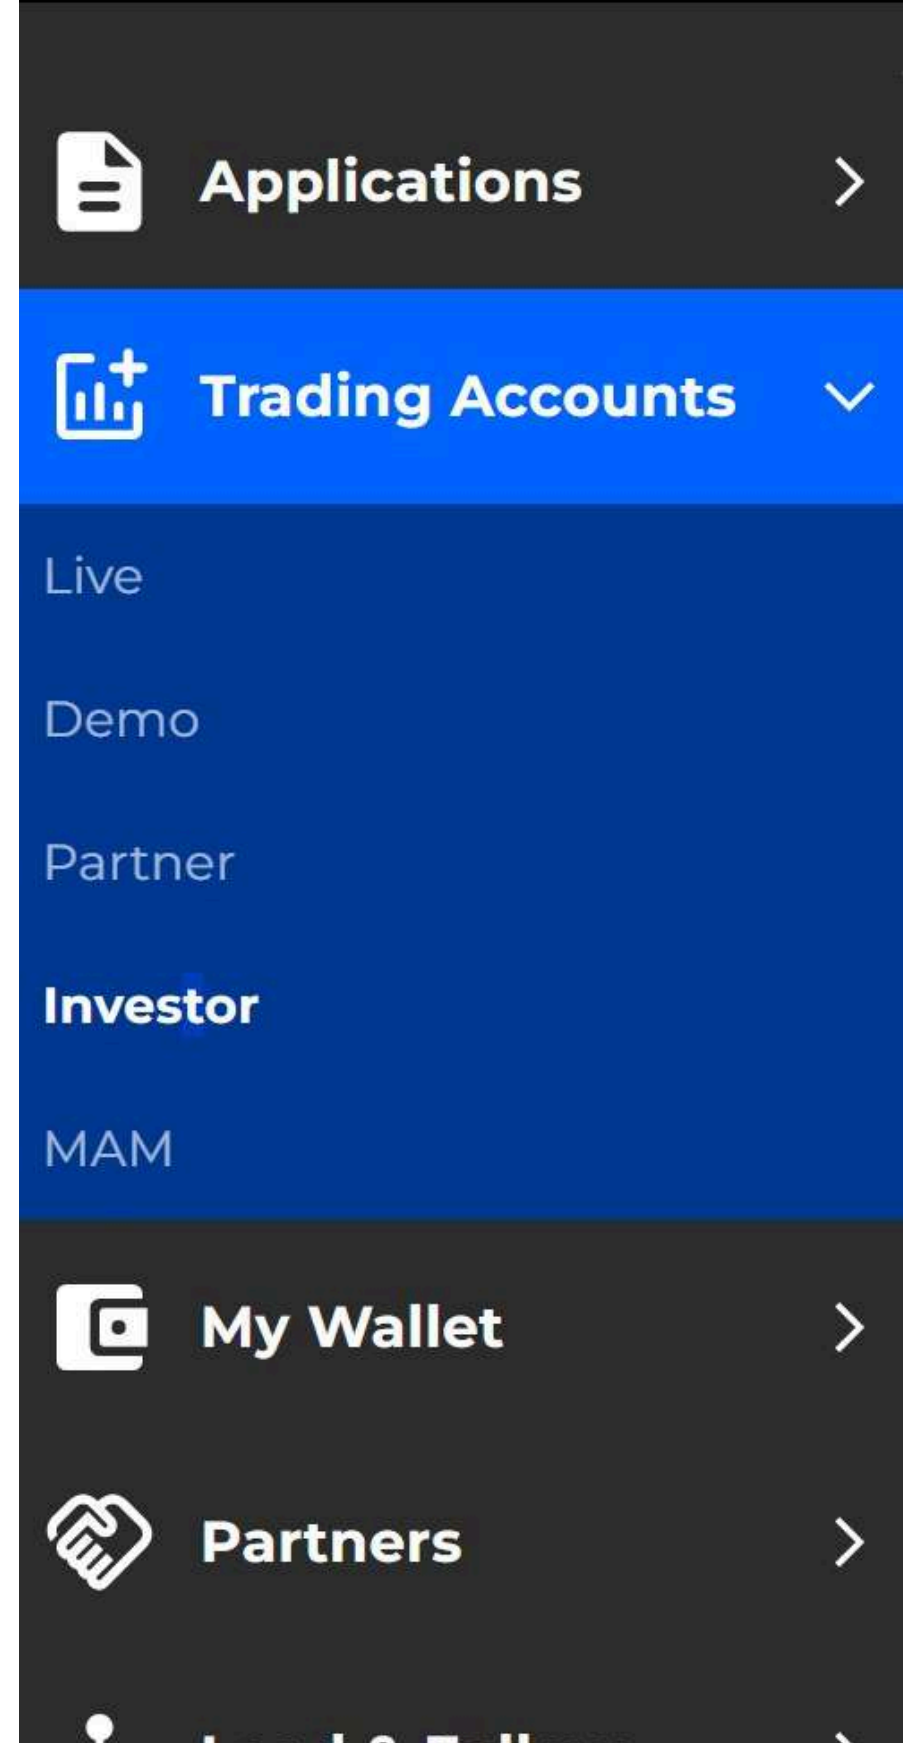 Applications
Trading Accounts
Live
Demo
Partner
Investor
MAM
My Wallet
Partners